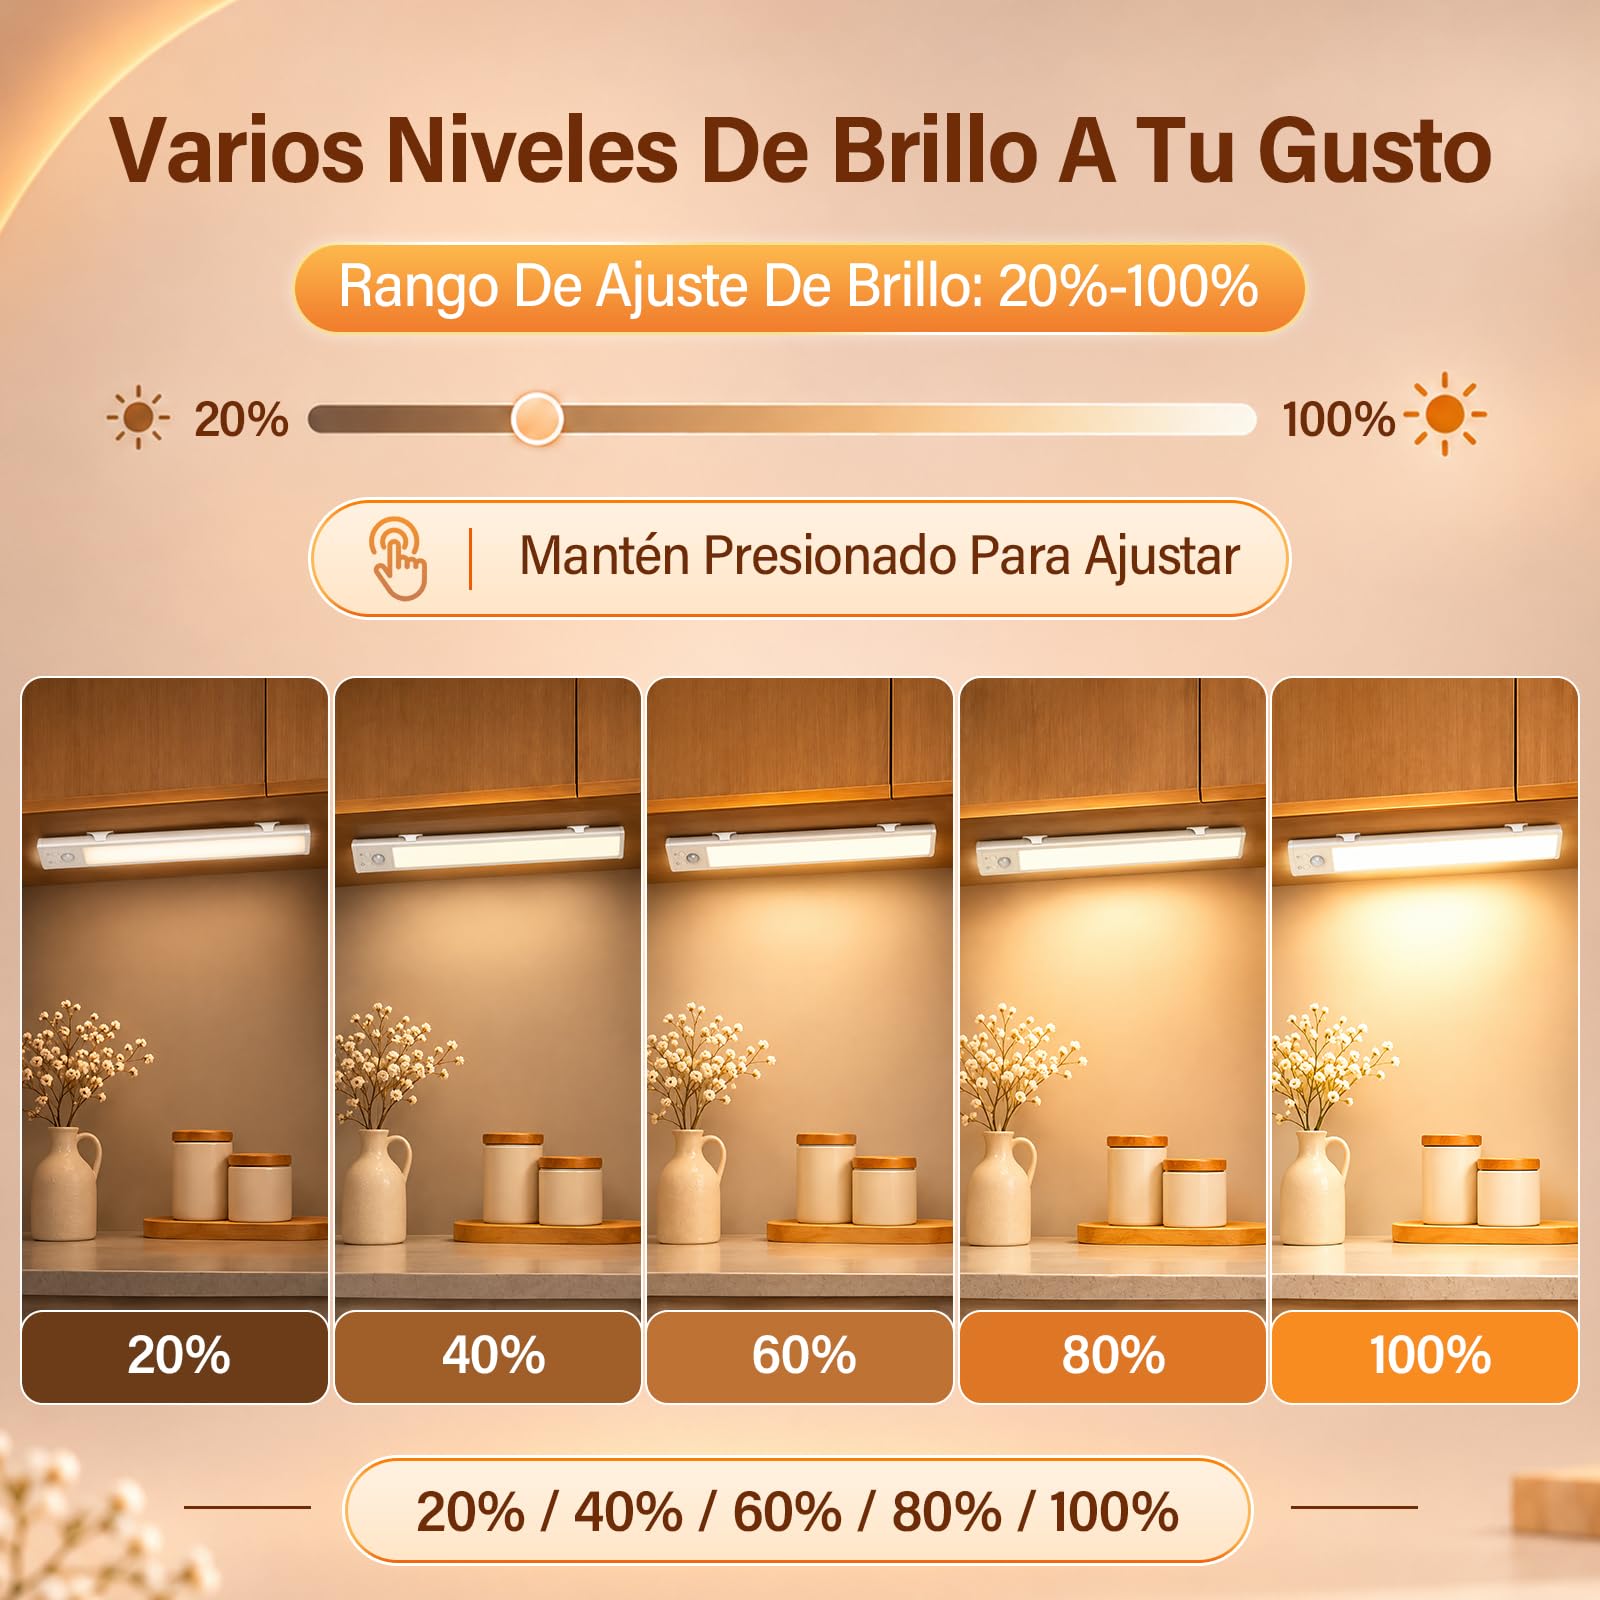 Varios Niveles De Brillo A Tu Gusto
Rango De Ajuste De Brillo: 20%-100%
20%
100%
Mantén Presionado Para Ajustar
20%
40%
60%
80%
100%
20% / 40% / 60% / 80% / 100%